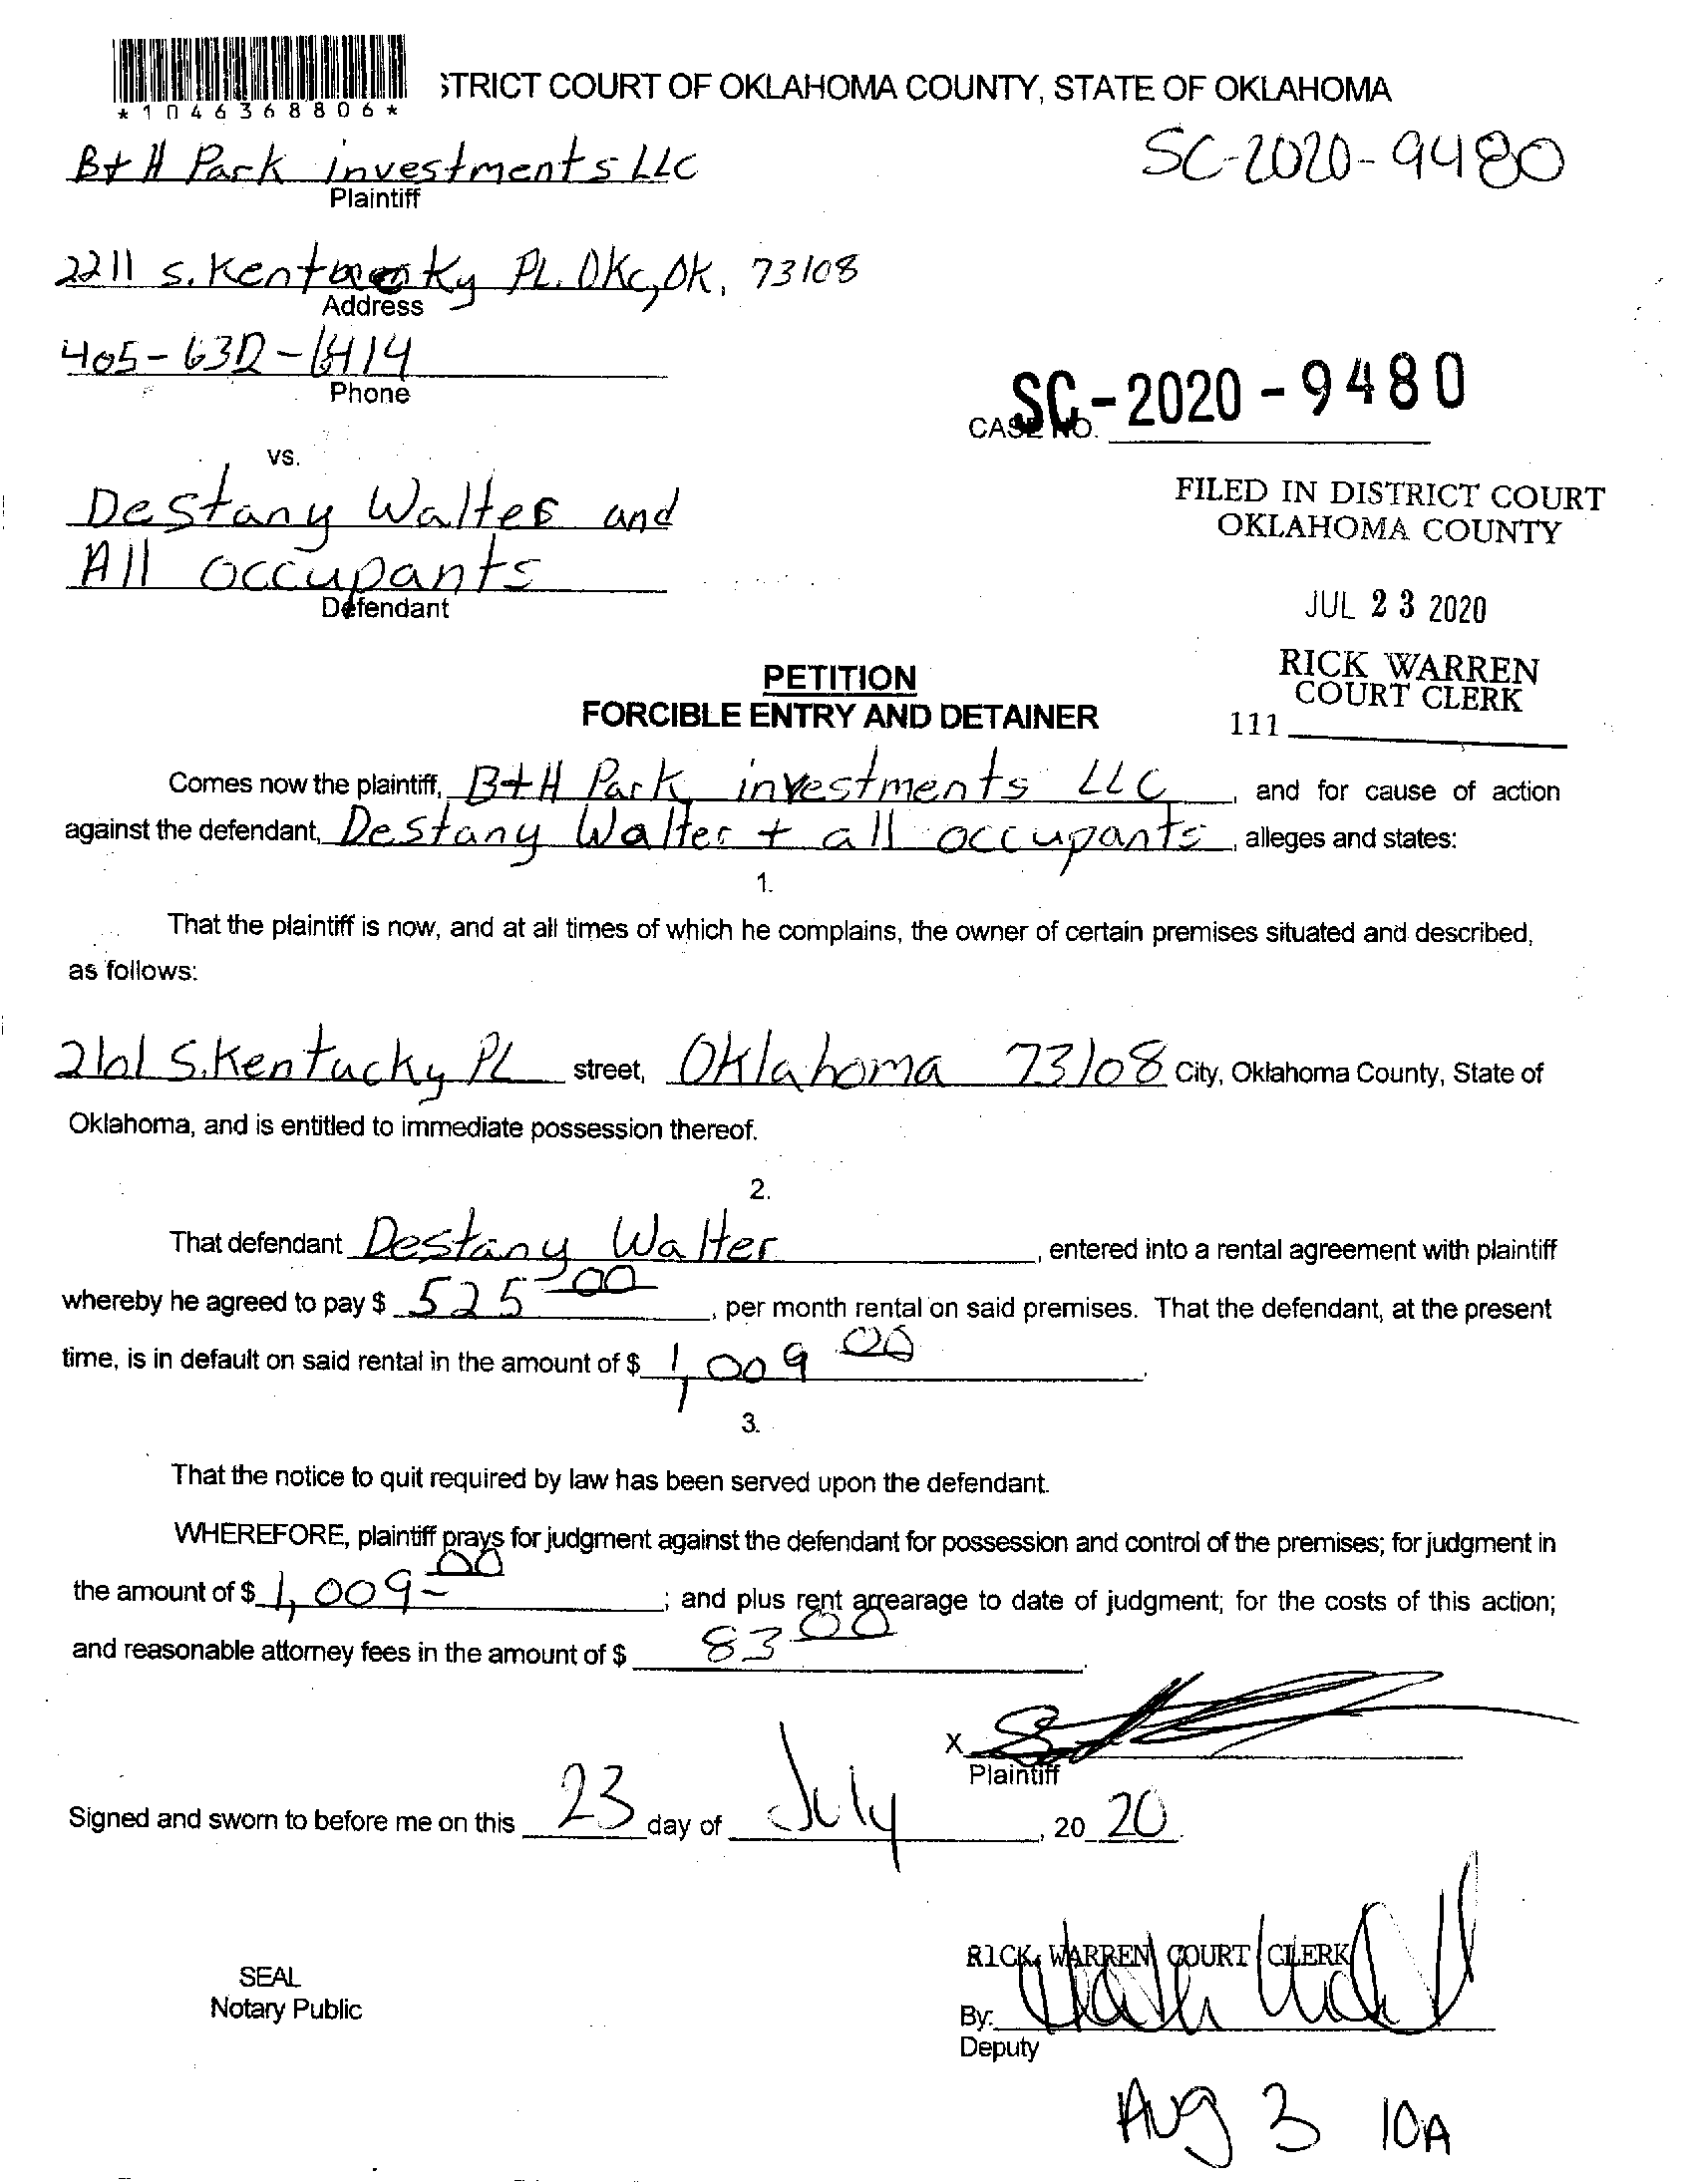 *1046368806*
STRICT COURT OF OKLAHOMA COUNTY, STATE OF OKLAHOMA
B+H Park investments LLC
SC-2020-9480
Plaintiff
2211 S. Kentucky PL. OKC, OK, 73108
Address
405-632-6414
Phone
CASE NO. SC-2020-9480
vs.
Destany Walter and
All occupants
Defendant
FILED IN DISTRICT COURT
OKLAHOMA COUNTY
JUL 23 2020
RICK WARREN
COURT CLERK
111
PETITION
FORCIBLE ENTRY AND DETAINER
Comes now the plaintiff, B+H Park investments LLC, and for cause of action
against the defendant, Destany Walter + all occupants, alleges and states:
1.
That the plaintiff is now, and at all times of which he complains, the owner of certain premises situated and described,
as follows:
S. Kentucky PL street, Oklahoma 73108 City, Oklahoma County, State of
Oklahoma, and is entitled to immediate possession thereof.
2.
That defendant Destany Walter, entered into a rental agreement with plaintiff
whereby he agreed to pay $ 525 00, per month rental on said premises. That the defendant, at the present
time, is in default on said rental in the amount of $ 1,009 00.
3.
That the notice to quit required by law has been served upon the defendant.
WHEREFORE, plaintiff prays for judgment against the defendant for possession and control of the premises; for judgment in
the amount of $ 1,009-00; and plus rent arrearage to date of judgment; for the costs of this action;
and reasonable attorney fees in the amount of $ 83 00.
X
Plaintiff
Signed and sworn to before me on this 23 day of July, 20 20.
RICK WARREN COURT CLERK
SEAL
Notary Public
By:
Deputy
Aug 3 10A